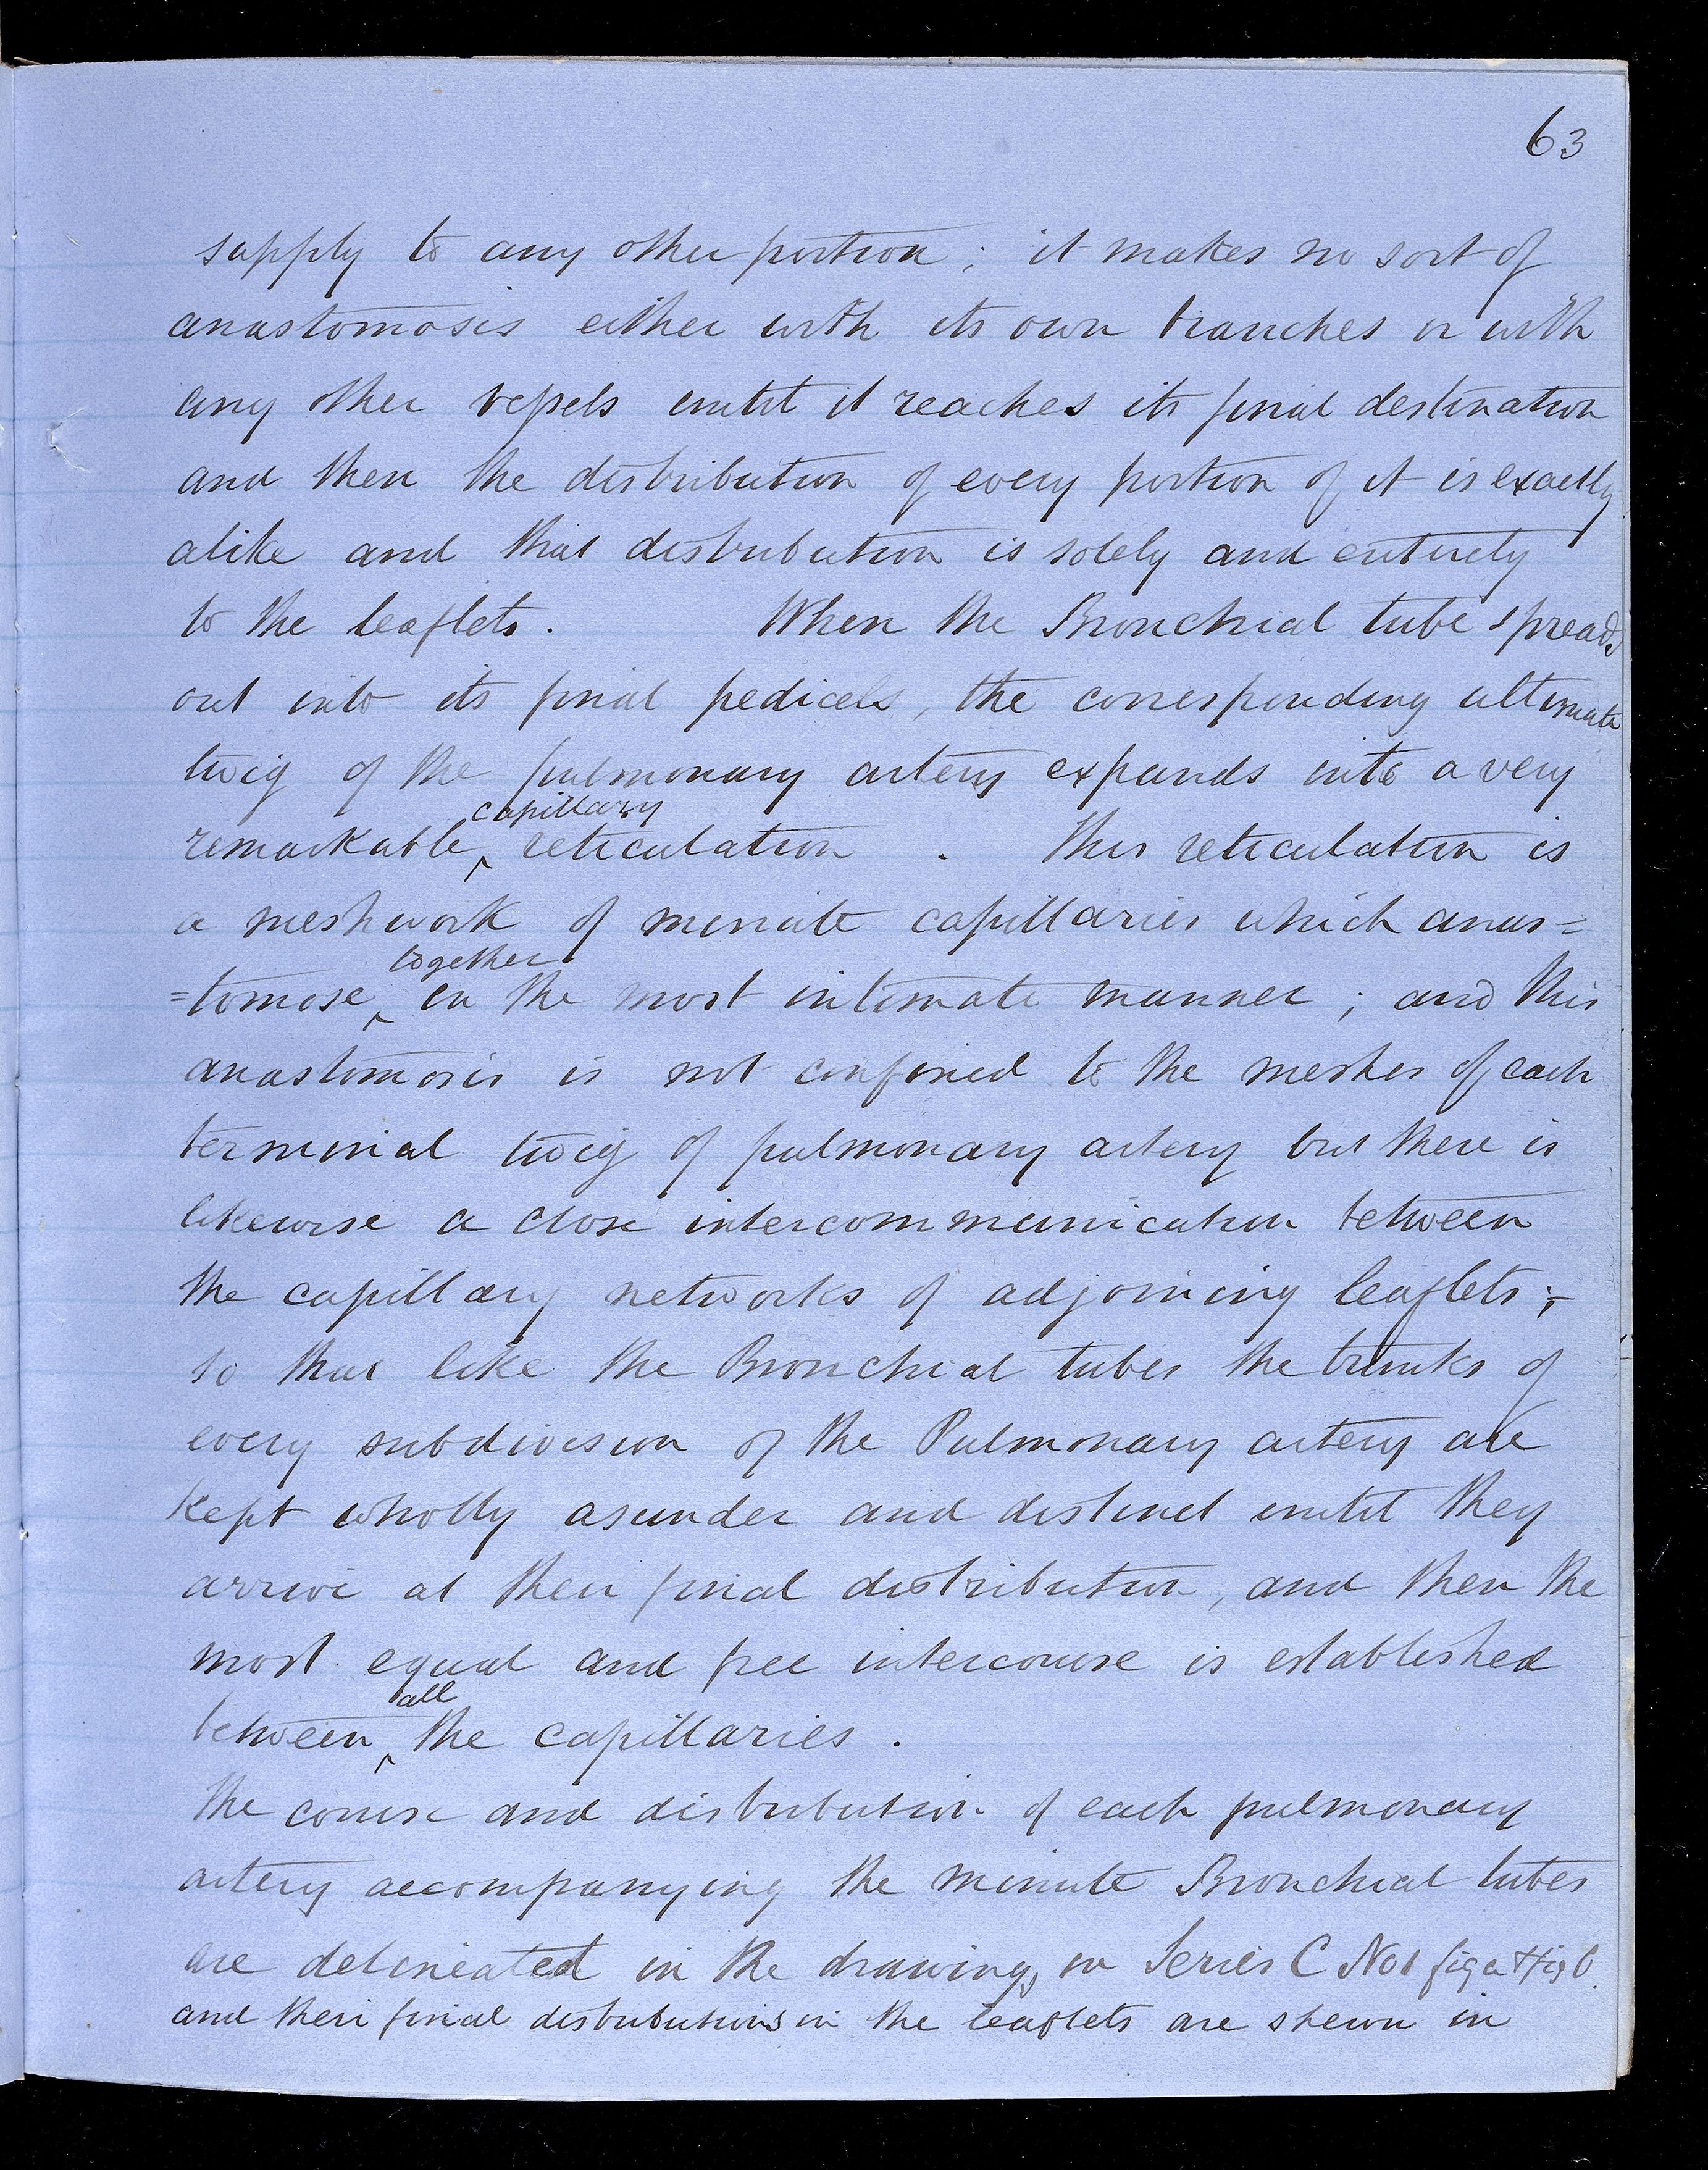 63
supply to any other portion; it makes no sort of
anastomosis either with its own branches or with
any other vessels until it reaches its final destination
and then the distribution of every portion of it is exactly
alike and that distribution is solely and entirely
to the leaflets. When the Bronchial tube spreads
out into its final pedicels, the corresponding ultimate
twig of the pulmonary artery expands into a very
capillary
remarkable ‸ reticulation . This reticulation is
a meshwork of minute capillaries which anas=
together
=tomose ‸ in the most intimate manner ; and this
anastomosis is not confined to the meshes of each
terminal twig of pulmonary artery but there is
likewise a close intercommunication between
the capillary networks of adjoining leaflets ;-
so that like the Bronchial tubes the trunks of
every subdivision of the Pulmonary artery are
kept wholly asunder and distinct until they
arrive at their final distribution, and then the
most equal and free intercourse is established
all
between ‸ the capillaries .
The course and distribution of each pulmonary
artery accompanying the minute Bronchial tubes
are delineated in the drawings in Series C No 1 fig a + fig b.
and their final distributions in the leaflets are shewn in